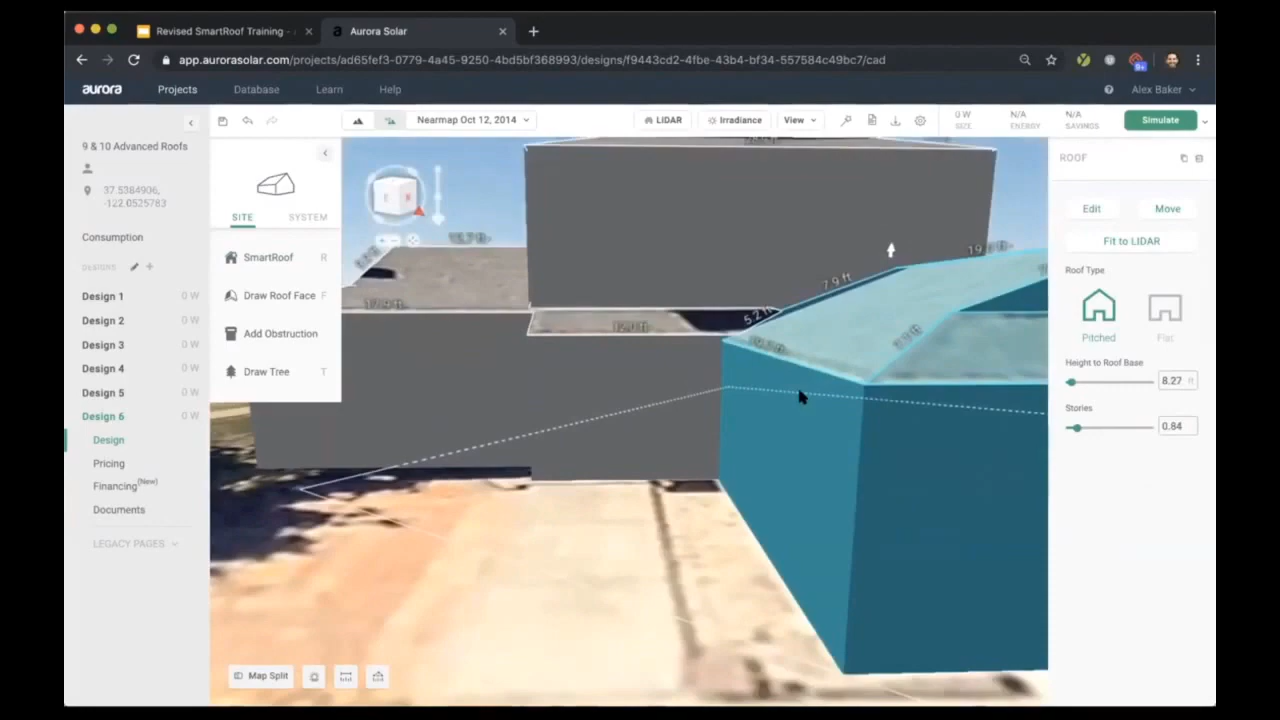 Revised SmartRoof Training -
Aurora Solar
app.aurorasolar.com/projects/ad65fef3-0779-4a45-9250-4bd5bf368993/designs/f9443cd2-4fbe-43b4-bf34-557584c49bc7/cad
9+
aurora Projects Database Learn Help
Alex Baker
Nearmap Oct 12, 2014
LIDAR
Irradiance
View
0 W
SIZE
N/A
ENERGY
N/A
SAVINGS
Simulate
9 & 10 Advanced Roofs
37.5384906,
-122.0525783
Consumption
DESIGNS
Design 1 0 W
Design 2 0 W
Design 3 0 W
Design 4 0 W
Design 5 0 W
Design 6 0 W
Design
Pricing
Financing (New)
Documents
LEGACY PAGES
SITE SYSTEM
SmartRoof R
Draw Roof Face F
Add Obstruction
Draw Tree T
7.9 ft
5.2 ft
Map Split
ROOF
Edit Move
Fit to LIDAR
Roof Type
Pitched Flat
Height to Roof Base
8.27 ft
Stories
0.84